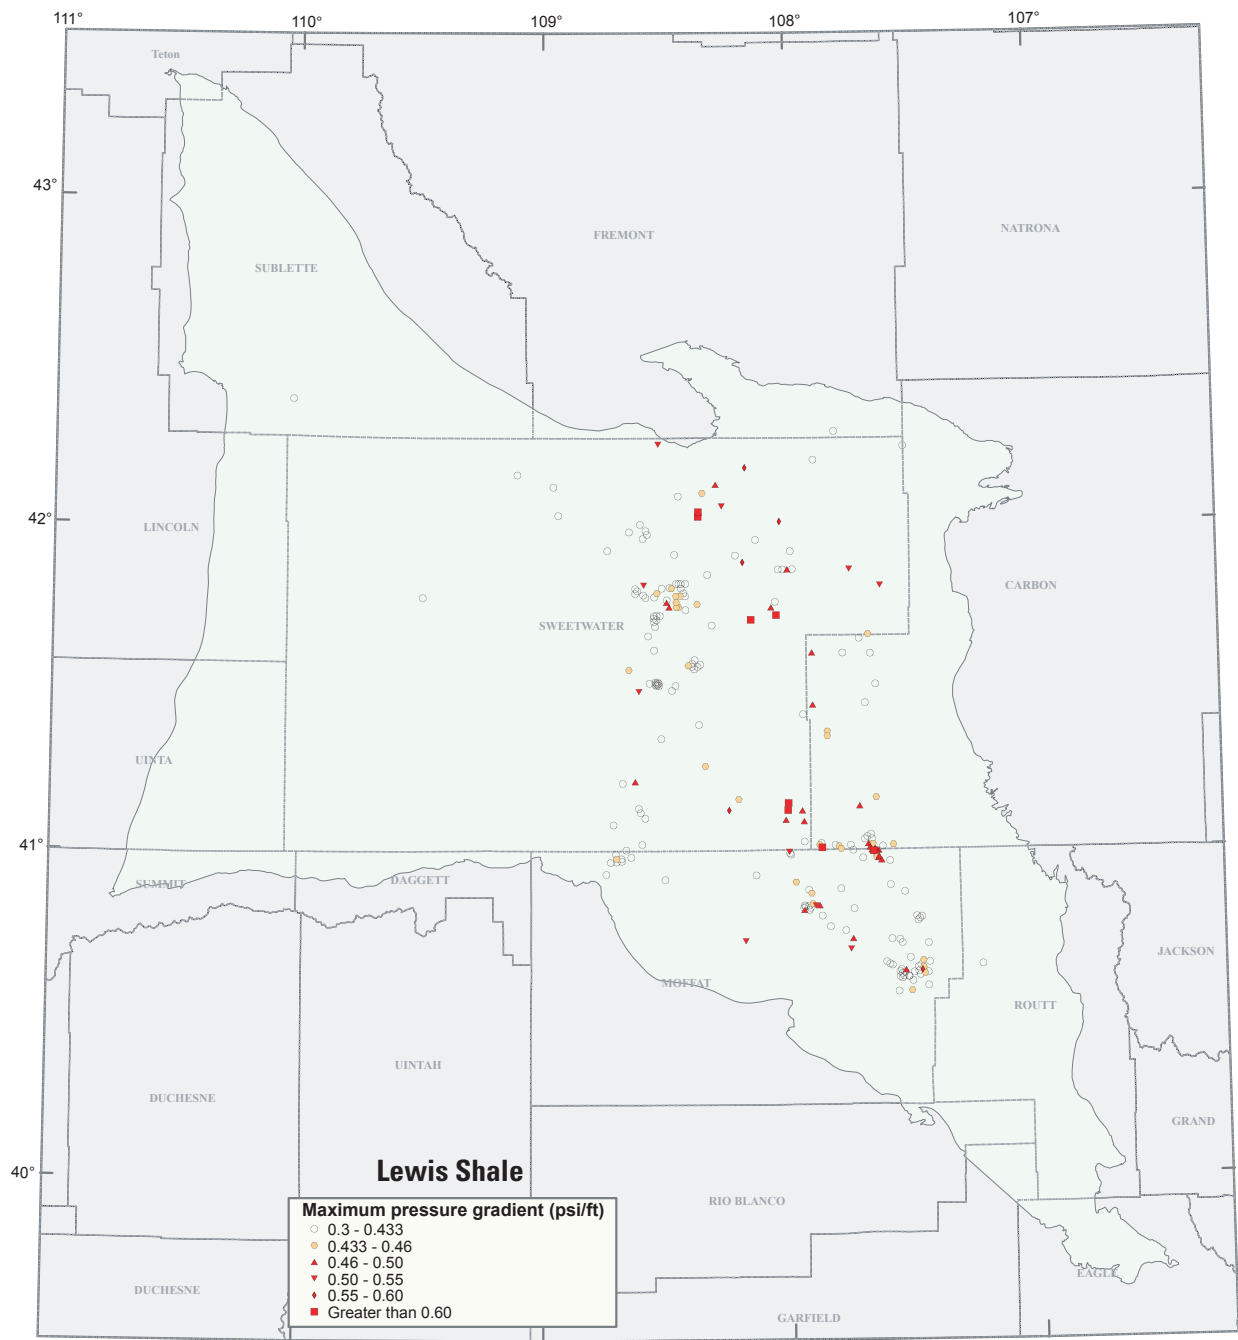 111°
110°
109°
108°
107°
Teton
43°
FREMONT
NATRONA
SUBLETTE
42°
LINCOLN
CARBON
SWEETWATER
UINTA
41°
SUMMIT
DAGGETT
JACKSON
MOFFAT
ROUTT
UINTAH
DUCHESNE
GRAND
40°
Lewis Shale
RIO BLANCO
Maximum pressure gradient (psi/ft)
0.3 - 0.433
0.433 - 0.46
0.46 - 0.50
0.50 - 0.55
0.55 - 0.60
Greater than 0.60
EAGLE
DUCHESNE
GARFIELD